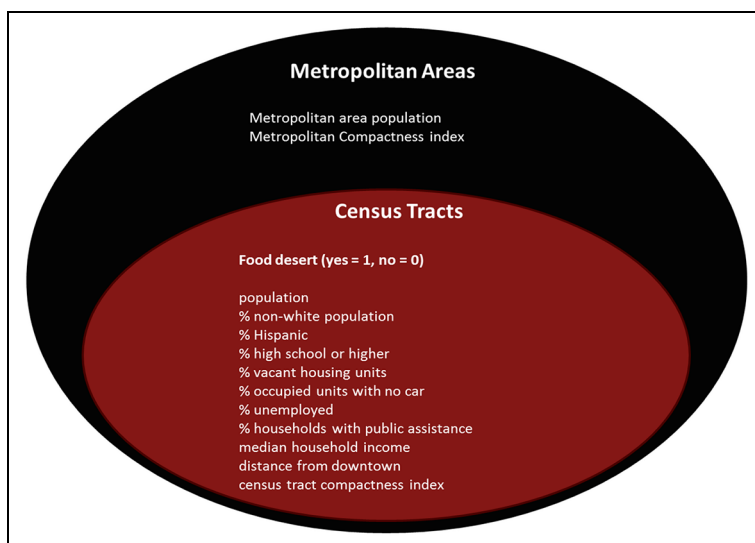 Metropolitan Areas
Metropolitan area population
Metropolitan Compactness index
Census Tracts
Food desert (yes = 1, no = 0)
population
% non-white population
% Hispanic
% high school or higher
% vacant housing units
% occupied units with no car
% unemployed
% households with public assistance
median household income
distance from downtown
census tract compactness index